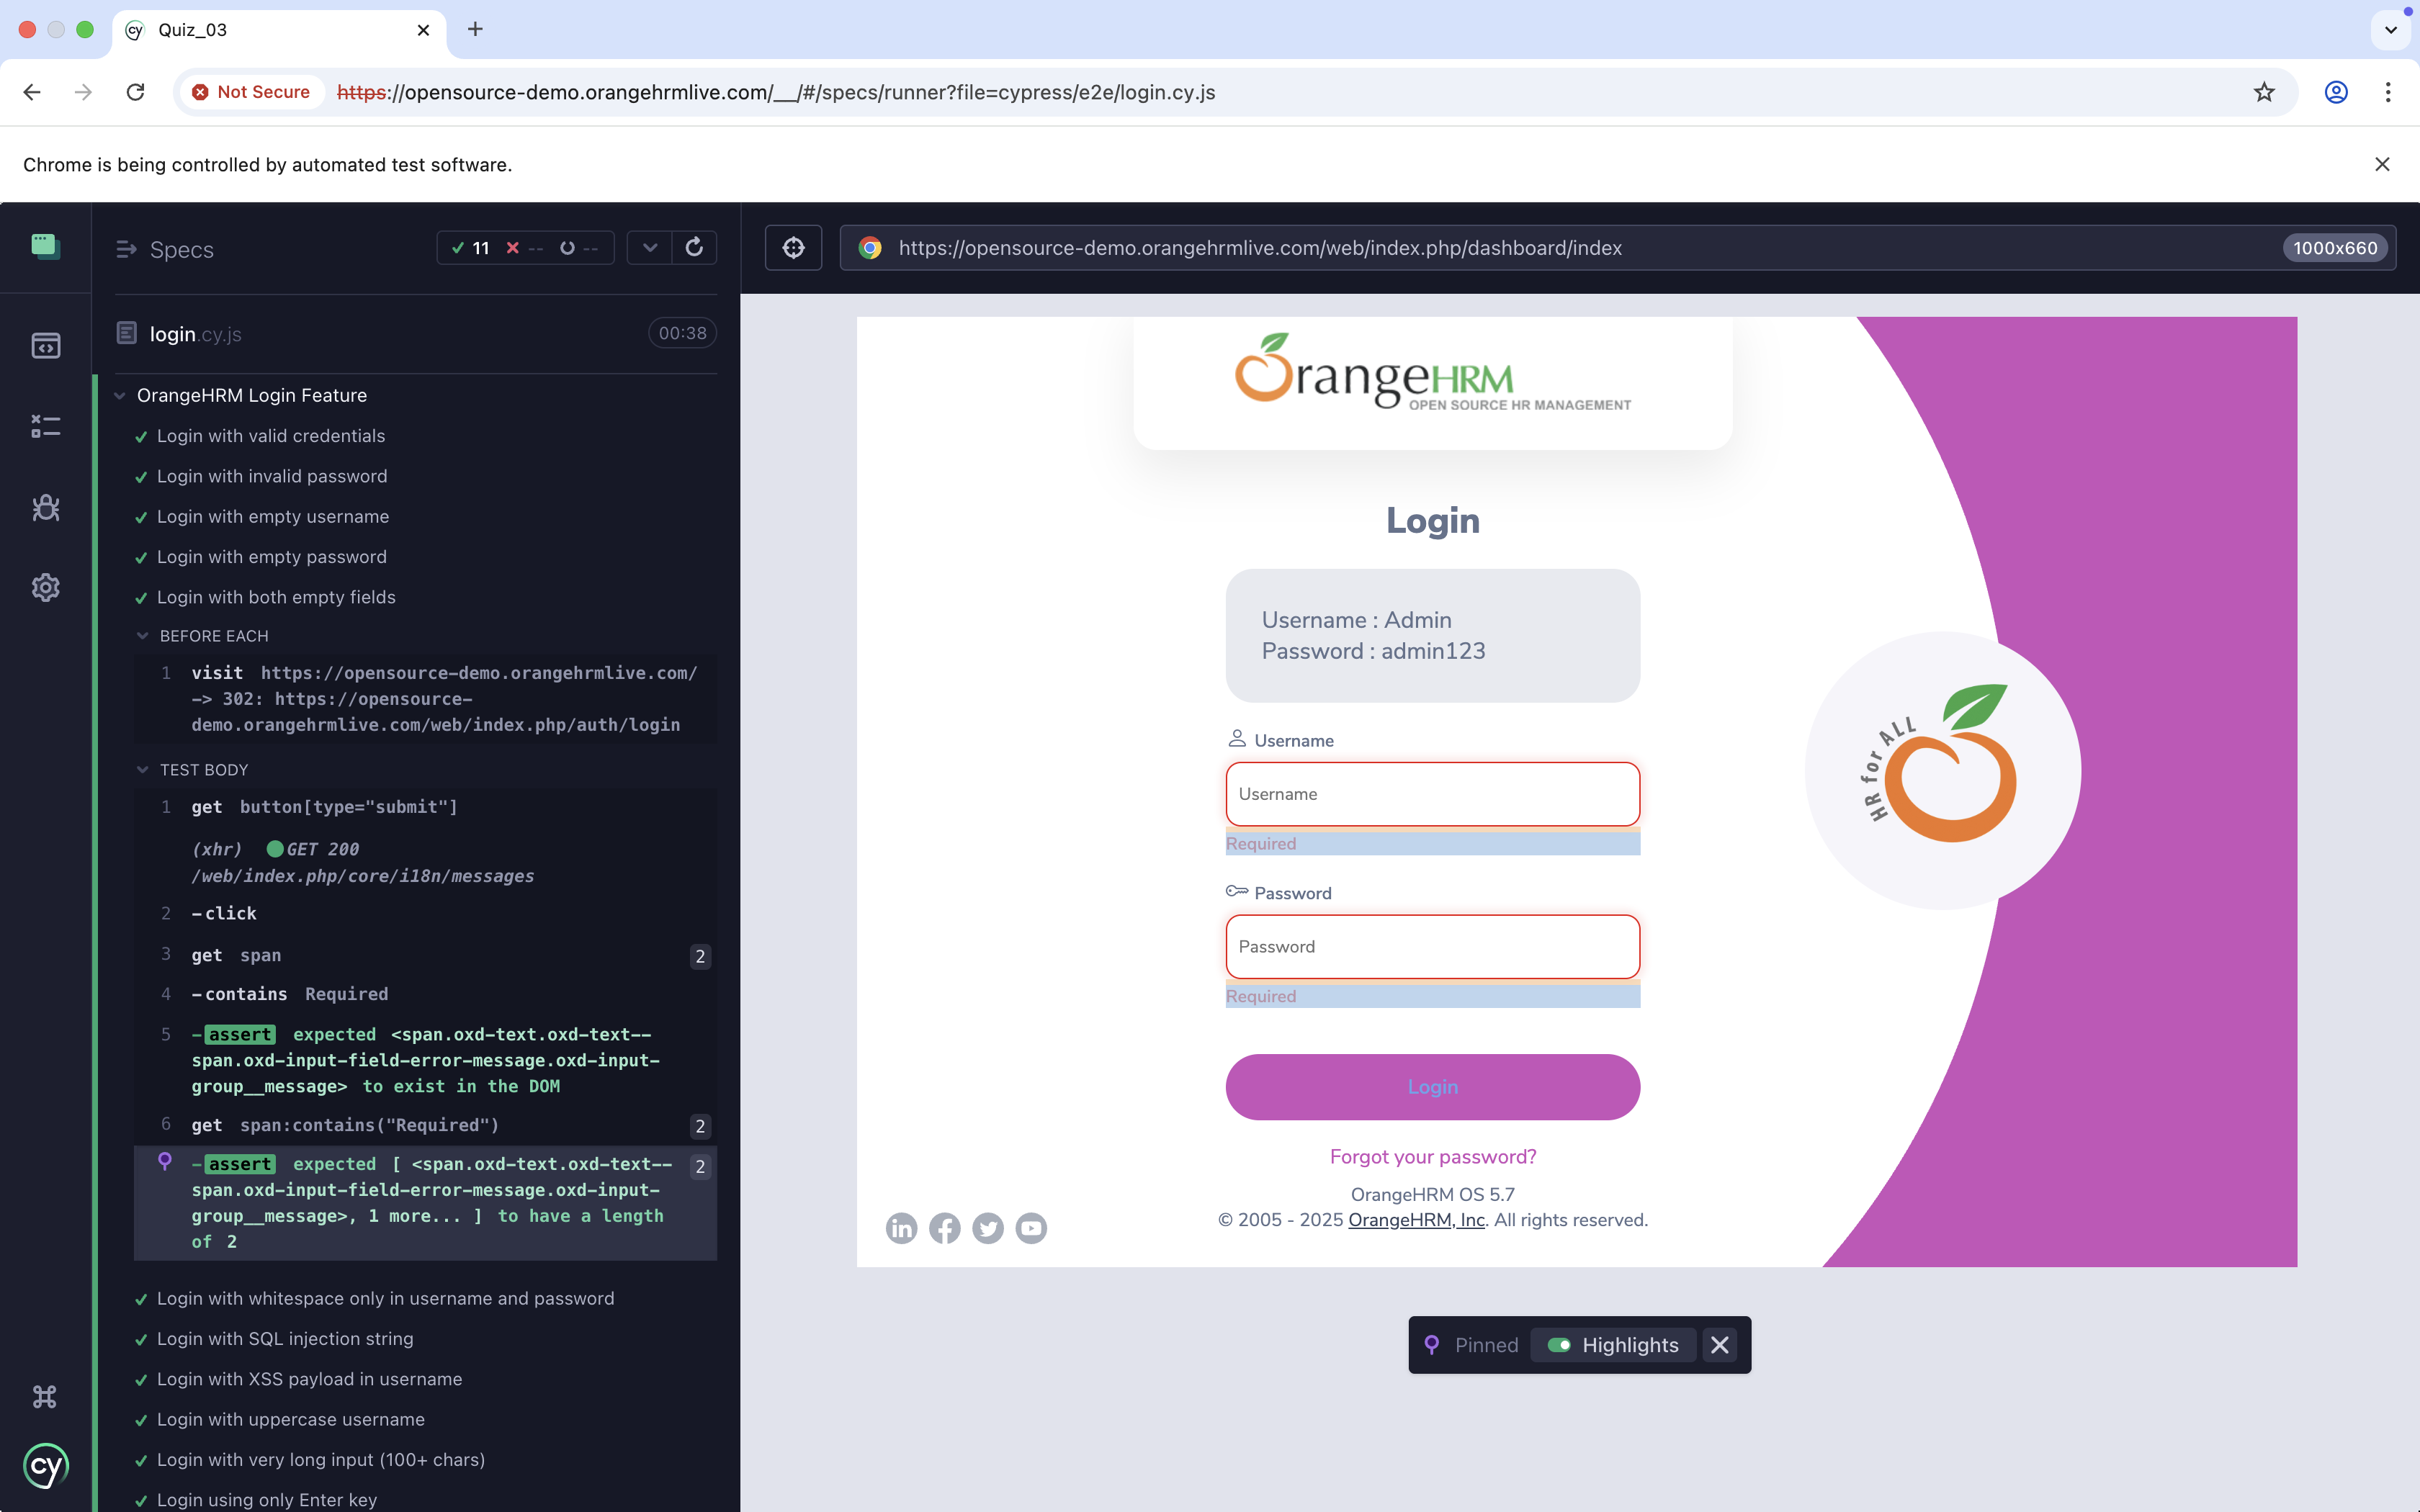 Quiz_03
Not Secure https://opensource-demo.orangehrmlive.com/__/#/specs/runner?file=cypress/e2e/login.cy.js
Chrome is being controlled by automated test software.
Specs
11 -- --
login.cy.js
00:38
OrangeHRM Login Feature
Login with valid credentials
Login with invalid password
Login with empty username
Login with empty password
Login with both empty fields
BEFORE EACH
1 visit https://opensource-demo.orangehrmlive.com/
-> 302: https://opensource-
demo.orangehrmlive.com/web/index.php/auth/login
TEST BODY
1 get button[type="submit"]
(xhr) GET 200
/web/index.php/core/i18n/messages
2 -click
3 get span 2
4 -contains Required
5 -assert expected <span.oxd-text.oxd-text--
span.oxd-input-field-error-message.oxd-input-
group__message> to exist in the DOM
6 get span:contains("Required") 2
-assert expected [ <span.oxd-text.oxd-text-- 2
span.oxd-input-field-error-message.oxd-input-
group__message>, 1 more... ] to have a length
of 2
Login with whitespace only in username and password
Login with SQL injection string
Login with XSS payload in username
Login with uppercase username
Login with very long input (100+ chars)
Login using only Enter key
cy
https://opensource-demo.orangehrmlive.com/web/index.php/dashboard/index
1000x660
OrangeHRM
OPEN SOURCE HR MANAGEMENT
Login
Username : Admin
Password : admin123
Username
Username
Required
Password
Password
Required
Login
Forgot your password?
OrangeHRM OS 5.7
© 2005 - 2025 OrangeHRM, Inc. All rights reserved.
HR for ALL
Pinned Highlights